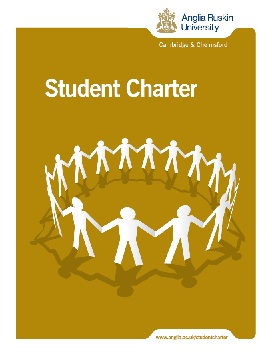 Anglia Ruskin
University
Cambridge & Chelmsford
Student Charter
www.anglia.ac.uk/studentcharter